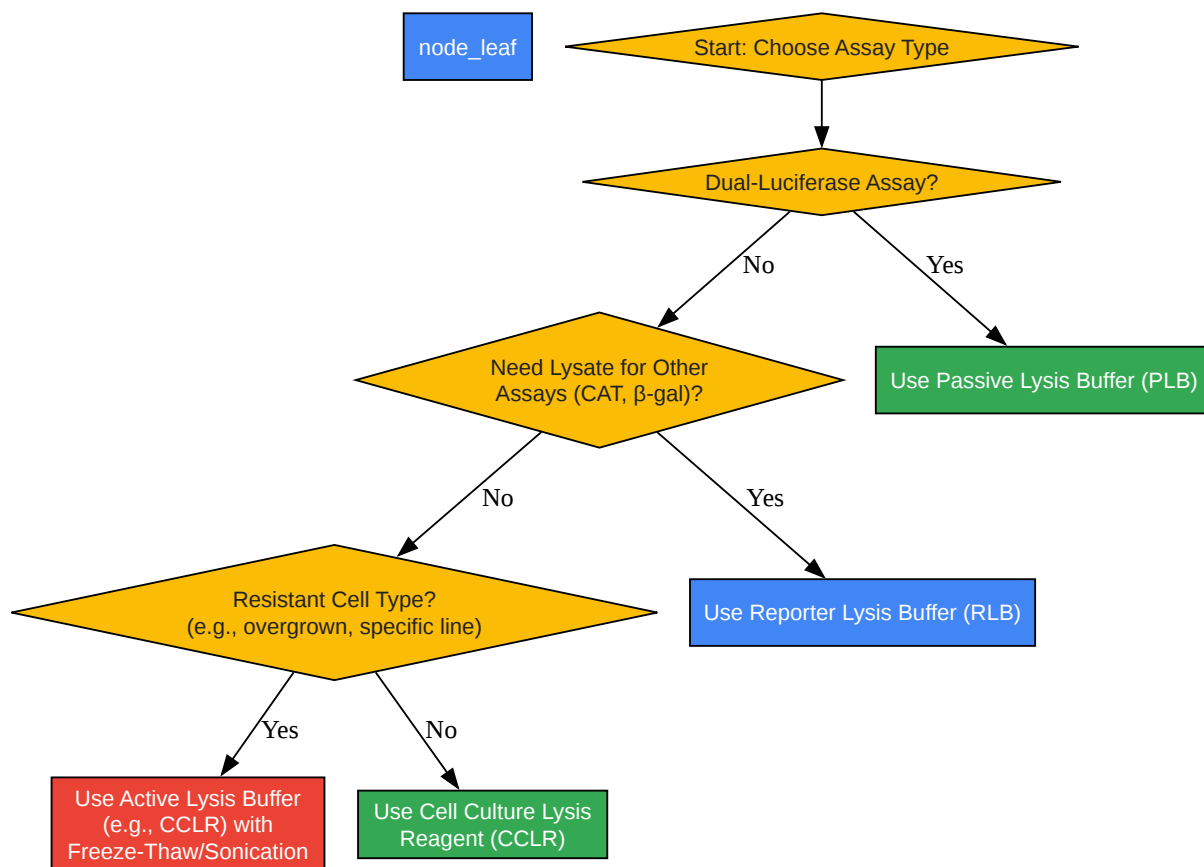 node_leaf
Start: Choose Assay Type
Dual-Luciferase Assay?
No
Yes
Need Lysate for Other
Assays (CAT, β-gal)?
Use Passive Lysis Buffer (PLB)
No
Yes
Resistant Cell Type?
(e.g., overgrown, specific line)
Use Reporter Lysis Buffer (RLB)
Yes
No
Use Active Lysis Buffer
(e.g., CCLR) with
Freeze-Thaw/Sonication
Use Cell Culture Lysis
Reagent (CCLR)